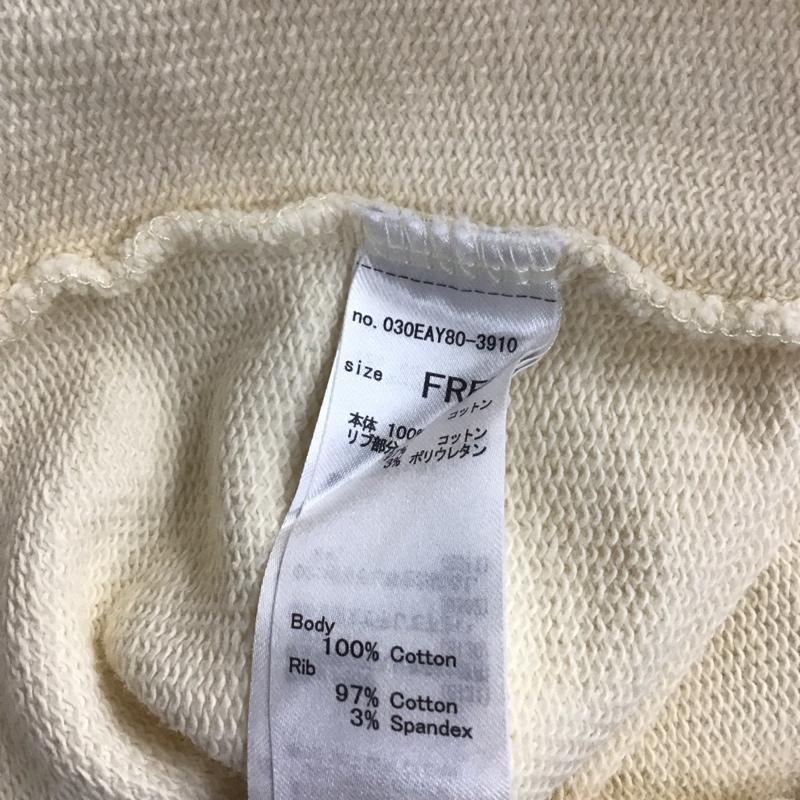 no. 030EAY80-3910
size FRE
本体 100% コットン
リブ部分 コットン
3% ポリウレタン
Body
100% Cotton
Rib
97% Cotton
3% Spandex